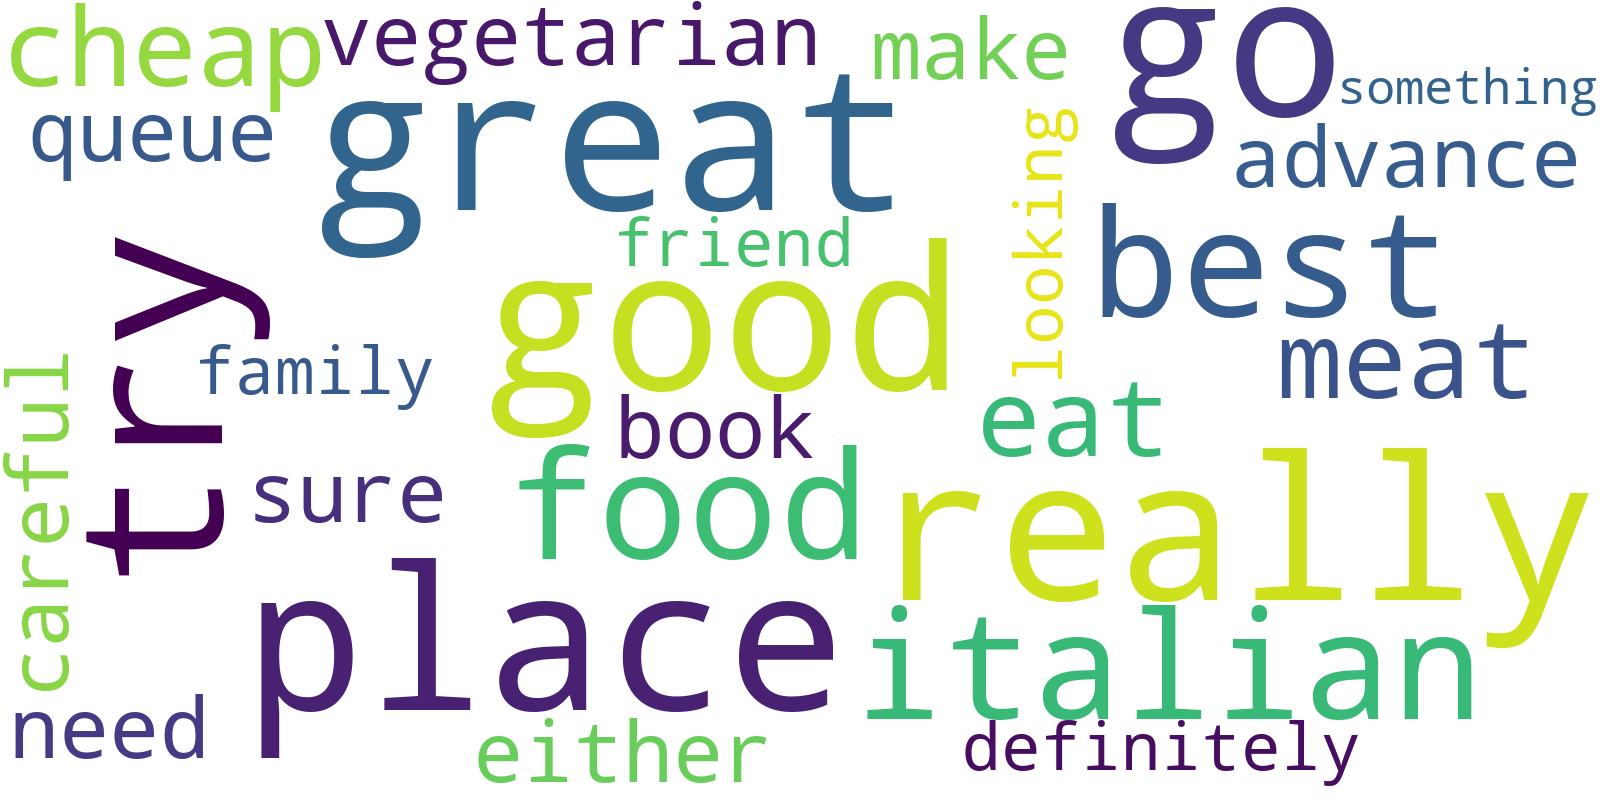 cheap
vegetarian
make
go
something
queue
great
looking
advance
friend
best
try
good
family
meat
careful
book
eat
sure
food
really
place
italian
need
either
definitely